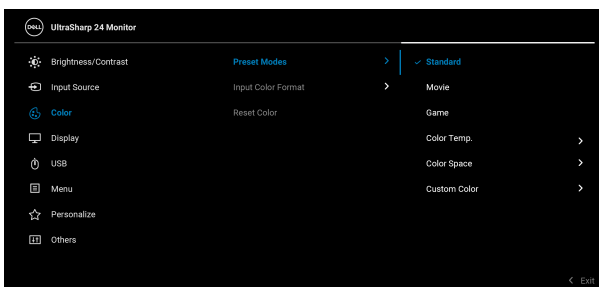 DELL UltraSharp 24 Monitor
Brightness/Contrast Preset Modes Standard
Input Source Input Color Format Movie
Color Reset Color Game
Display Color Temp.
USB Color Space
Menu Custom Color
Personalize
Others
Exit